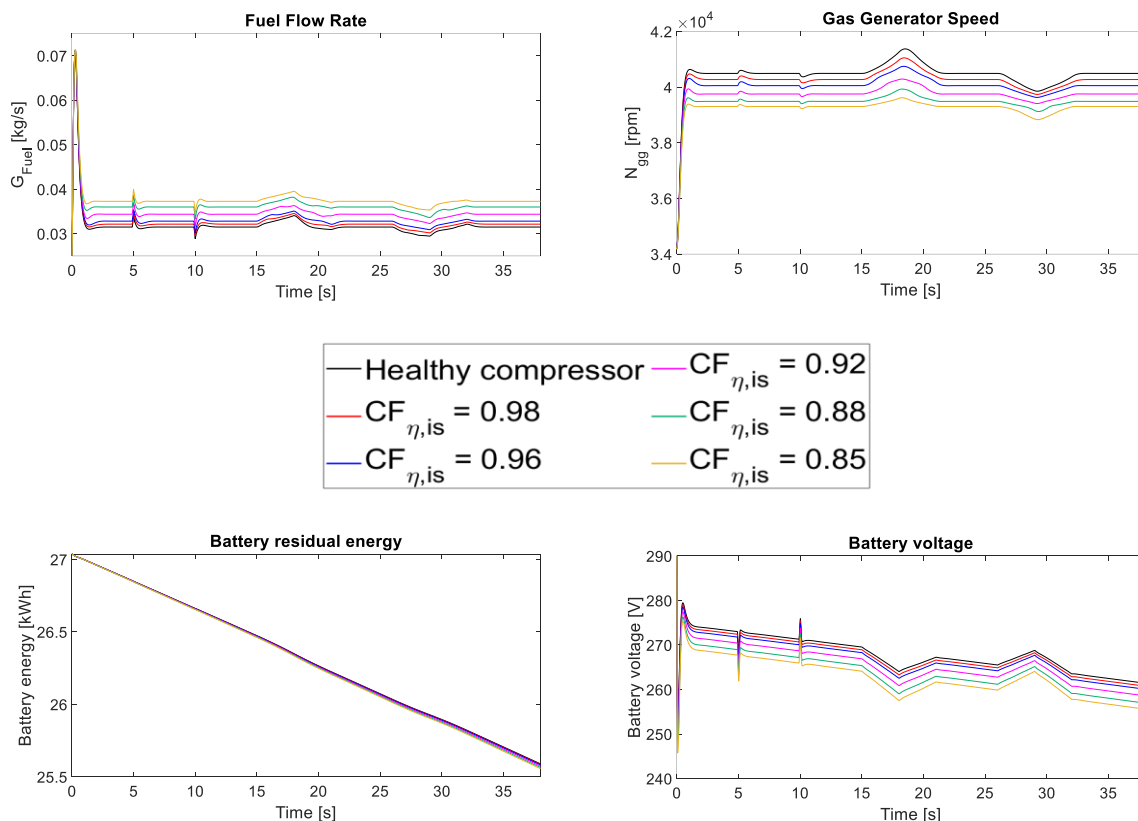 Fuel Flow Rate
G_Fuel [kg/s]
0.07
0.06
0.05
0.04
0.03
0 5 10 15 20 25 30 35
Time [s]
Gas Generator Speed
×10^4
N_gg [rpm]
4.2
4
3.8
3.6
3.4
0 5 10 15 20 25 30 35
Time [s]
Healthy compressor
CF_η,is = 0.98
CF_η,is = 0.96
CF_η,is = 0.92
CF_η,is = 0.88
CF_η,is = 0.85
Battery residual energy
Battery energy [kWh]
27
26.5
26
25.5
0 5 10 15 20 25 30 35
Time [s]
Battery voltage
Battery voltage [V]
290
280
270
260
250
240
0 5 10 15 20 25 30 35
Time [s]